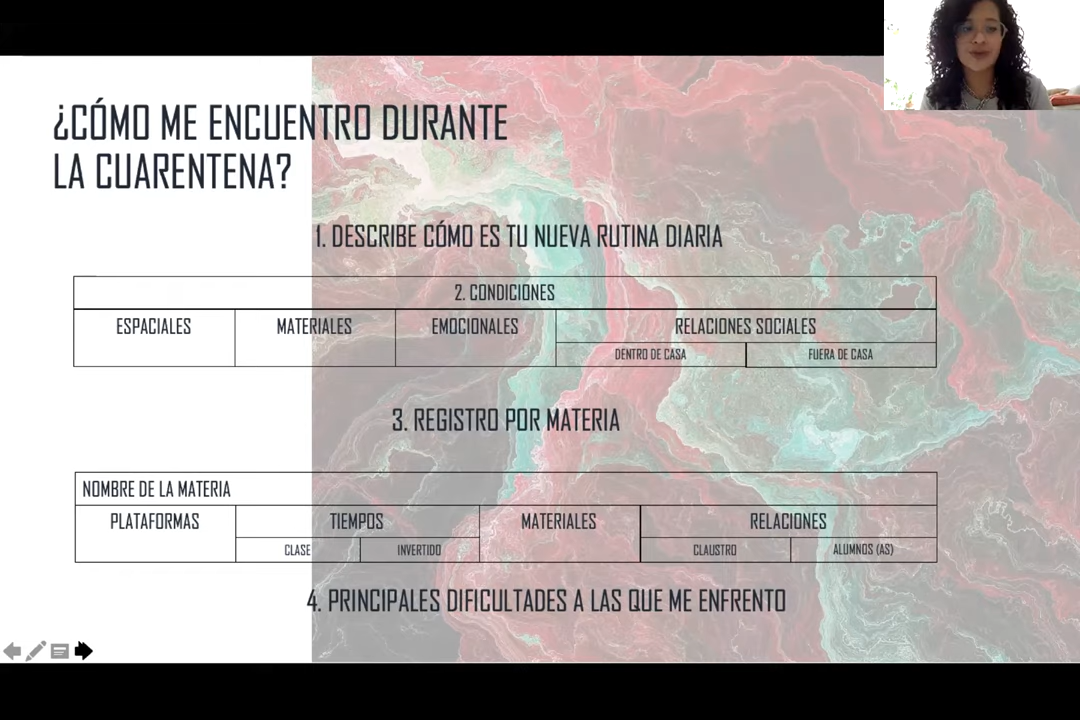 ¿CÓMO ME ENCUENTRO DURANTE
LA CUARENTENA?
1. DESCRIBE CÓMO ES TU NUEVA RUTINA DIARIA
2. CONDICIONES
ESPACIALES MATERIALES EMOCIONALES RELACIONES SOCIALES
DENTRO DE CASA FUERA DE CASA
3. REGISTRO POR MATERIA
NOMBRE DE LA MATERIA
PLATAFORMAS TIEMPOS MATERIALES RELACIONES
CLASE INVERTIDO CLAUSTRO ALUMNOS (AS)
4. PRINCIPALES DIFICULTADES A LAS QUE ME ENFRENTO